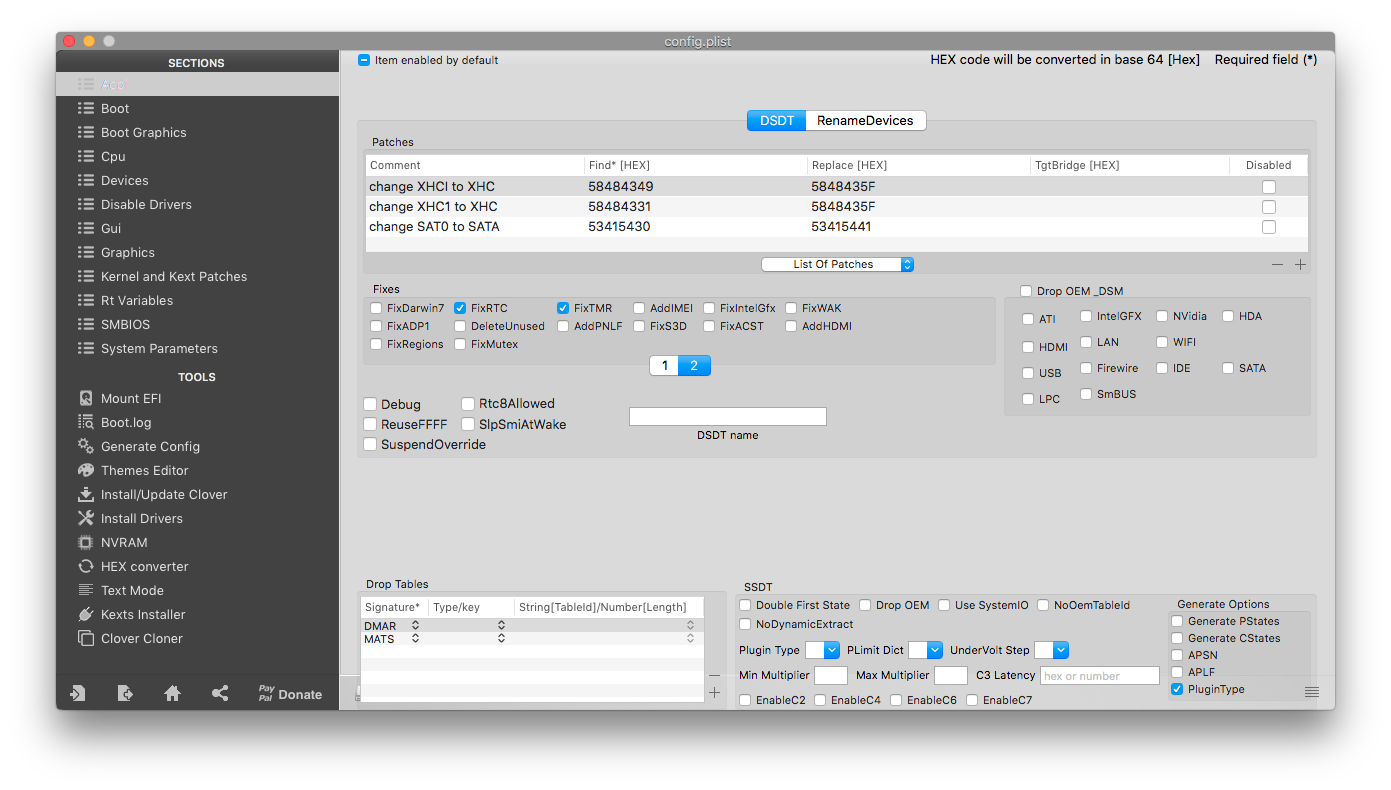 config.plist
SECTIONS
Acpi
Boot
Boot Graphics
Cpu
Devices
Disable Drivers
Gui
Graphics
Kernel and Kext Patches
Rt Variables
SMBIOS
System Parameters
TOOLS
Mount EFI
Boot.log
Generate Config
Themes Editor
Install/Update Clover
Install Drivers
NVRAM
HEX converter
Text Mode
Kexts Installer
Clover Cloner
Pay
Pal Donate
Item enabled by default
HEX code will be converted in base 64 [Hex] Required field (*)
DSDT RenameDevices
Patches
Comment Find* [HEX] Replace [HEX] TgtBridge [HEX] Disabled
change XHCI to XHC 58484349 5848435F
change XHC1 to XHC 58484331 5848435F
change SAT0 to SATA 53415430 53415441
List Of Patches
Fixes
FixDarwin7 FixRTC FixTMR AddIMEI FixIntelGfx FixWAK
FixADP1 DeleteUnused AddPNLF FixS3D FixACST AddHDMI
FixRegions FixMutex
1 2
Drop OEM _DSM
ATI IntelGFX NVidia HDA
HDMI LAN WIFI
USB Firewire IDE SATA
LPC SmBUS
Debug Rtc8Allowed
ReuseFFFF SlpSmiAtWake
SuspendOverride
DSDT name
Drop Tables
Signature* Type/key String[TableId]/Number[Length]
DMAR
MATS
SSDT
Double First State Drop OEM Use SystemIO NoOemTableId
NoDynamicExtract
Plugin Type PLimit Dict UnderVolt Step
Min Multiplier Max Multiplier C3 Latency hex or number
EnableC2 EnableC4 EnableC6 EnableC7
Generate Options
Generate PStates
Generate CStates
APSN
APLF
PluginType